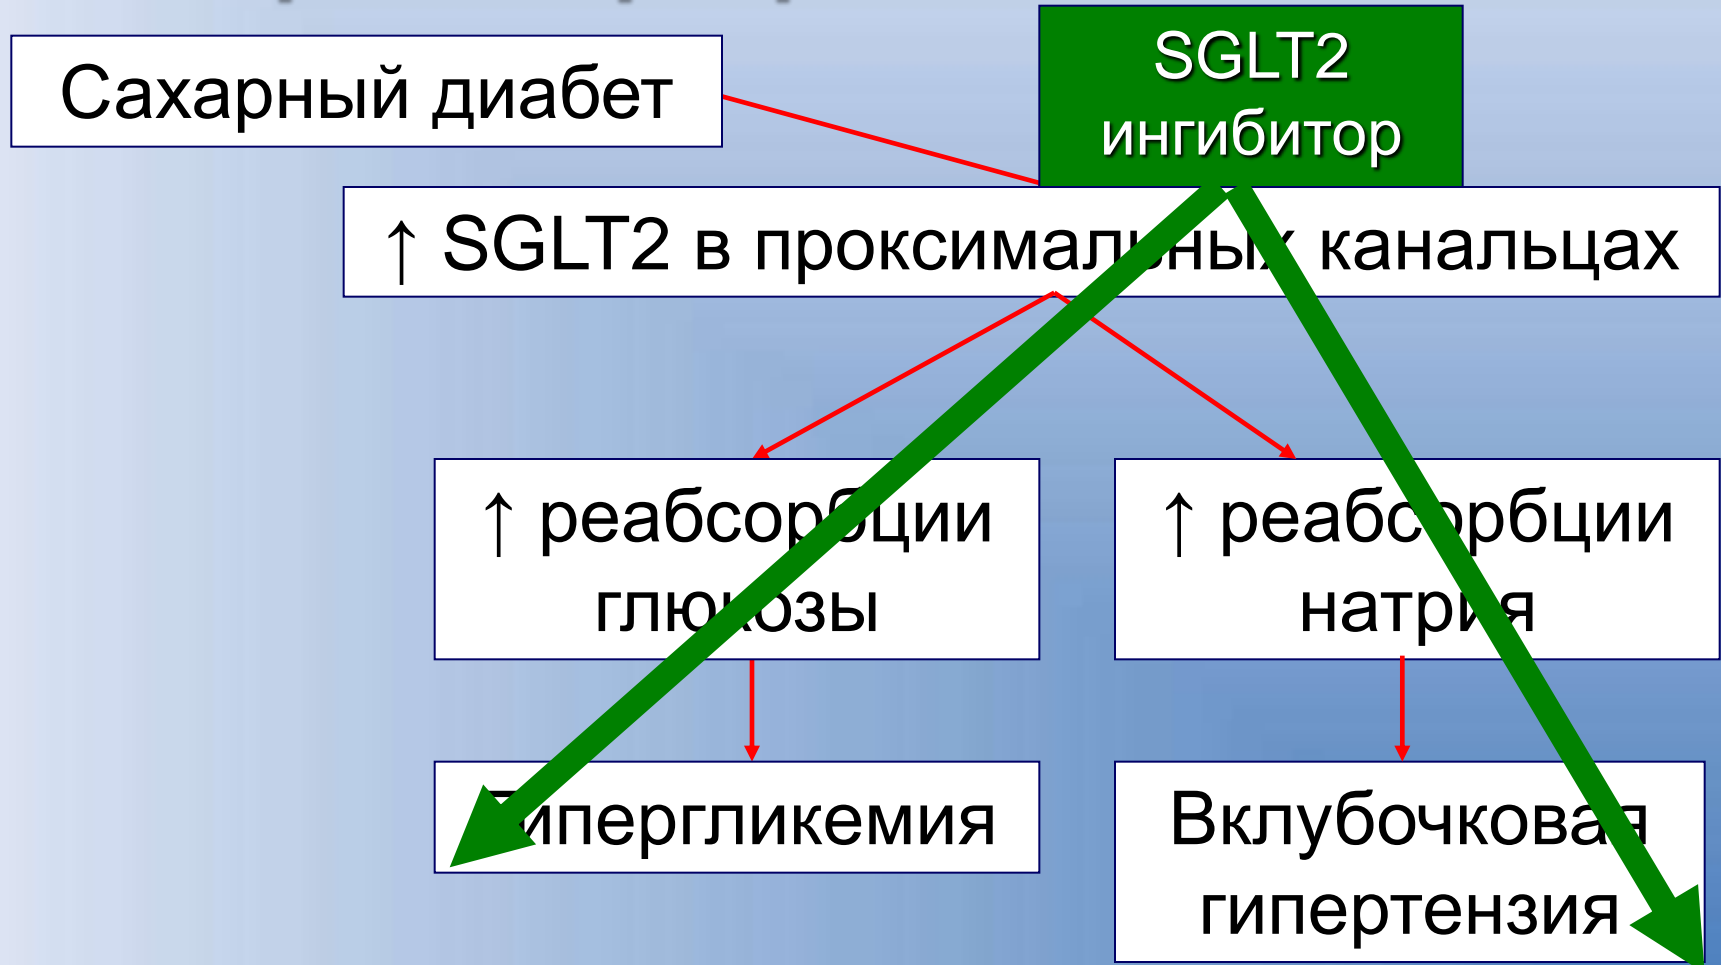 Сахарный диабет
SGLT2
ингибитор
↑ SGLT2 в проксимальных канальцах
↑ реабсорбции
глюкозы
↑ реабсорбции
натрия
Гипергликемия
Вклубочковая
гипертензия